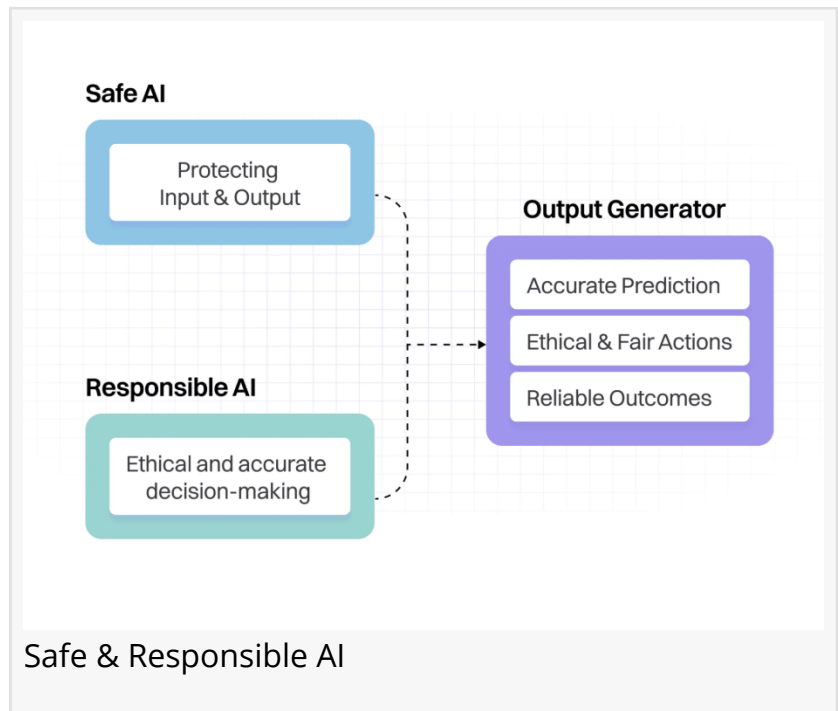 Safe AI
Protecting
Input & Output
Responsible AI
Ethical and accurate
decision-making
Output Generator
Accurate Prediction
Ethical & Fair Actions
Reliable Outcomes
Safe & Responsible AI